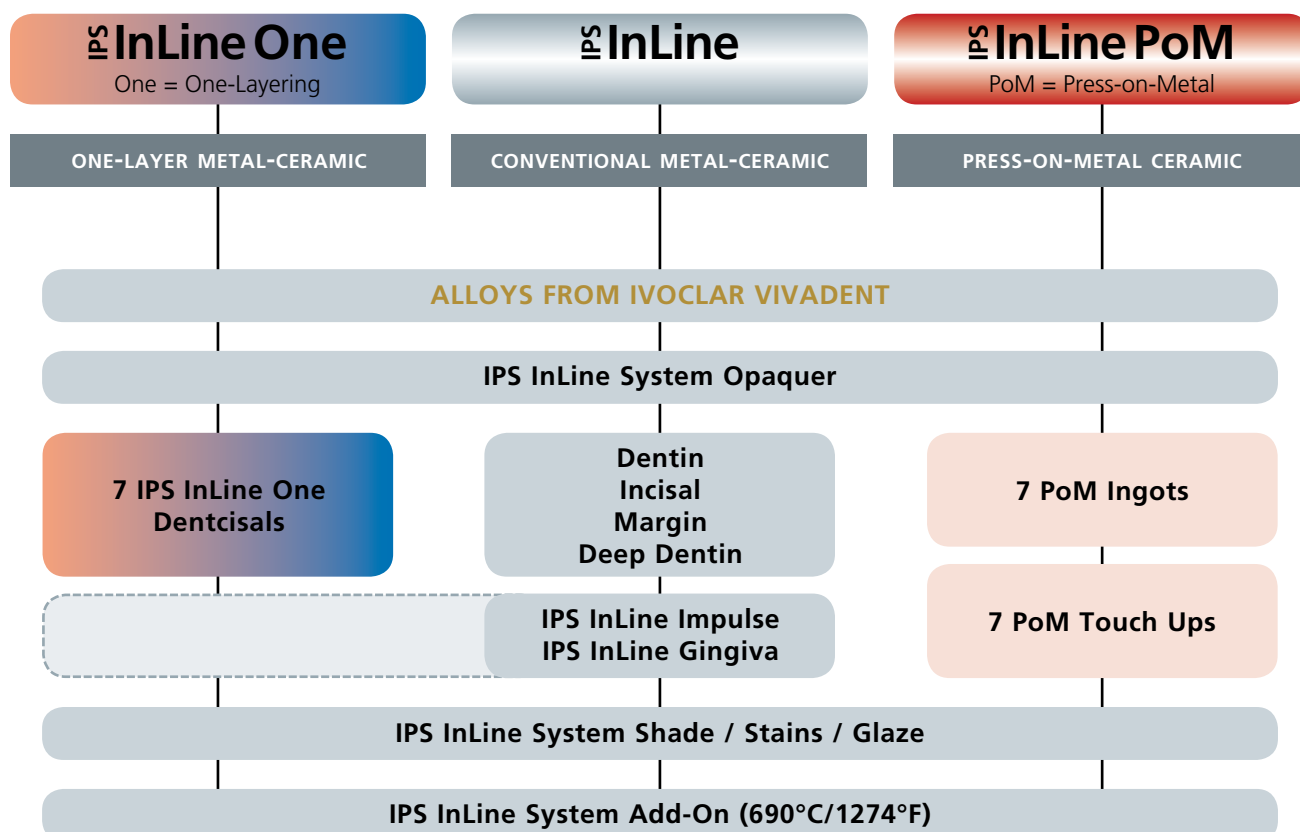 IPS InLine One
One = One-Layering
IPS InLine
IPS InLine PoM
PoM = Press-on-Metal
ONE-LAYER METAL-CERAMIC
CONVENTIONAL METAL-CERAMIC
PRESS-ON-METAL CERAMIC
ALLOYS FROM IVOCLAR VIVADENT
IPS InLine System Opaquer
7 IPS InLine One
Dentcisals
Dentin
Incisal
Margin
Deep Dentin
7 PoM Ingots
IPS InLine Impulse
IPS InLine Gingiva
7 PoM Touch Ups
IPS InLine System Shade / Stains / Glaze
IPS InLine System Add-On (690°C/1274°F)